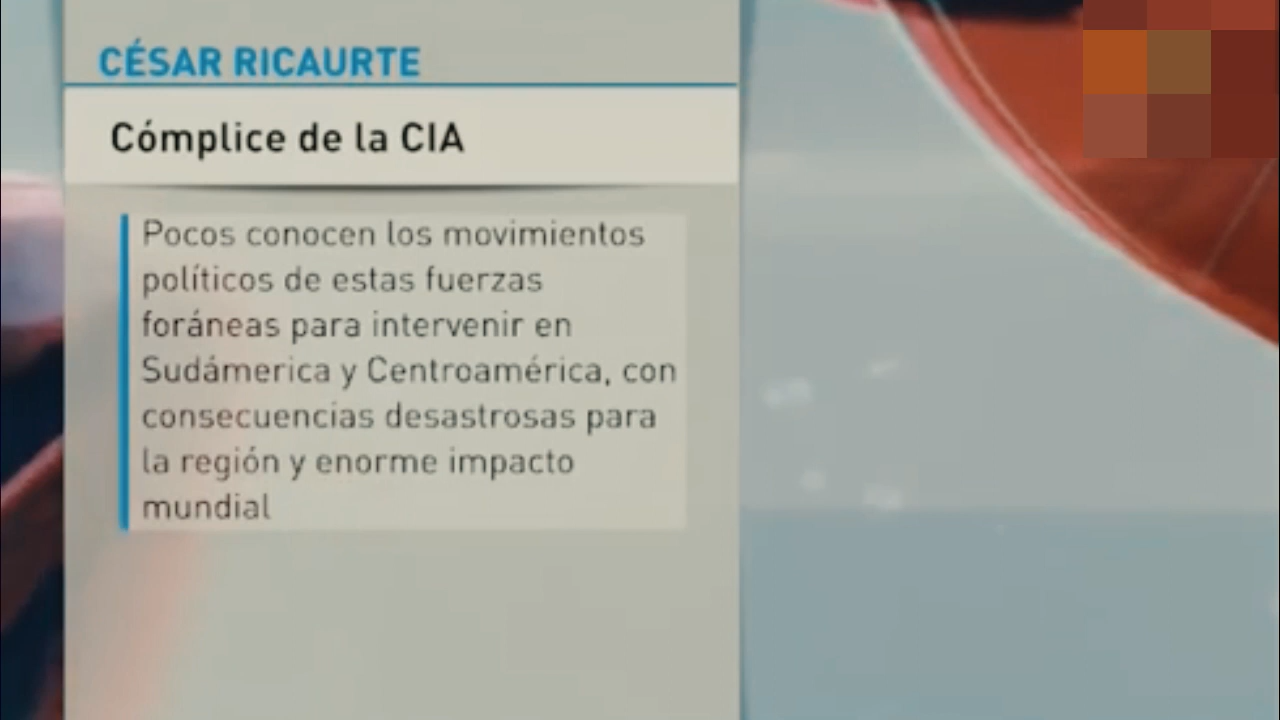 CÉSAR RICAURTE
Cómplice de la CIA
Pocos conocen los movimientos
políticos de estas fuerzas
foráneas para intervenir en
Sudámerica y Centroamérica, con
consecuencias desastrosas para
la región y enorme impacto
mundial